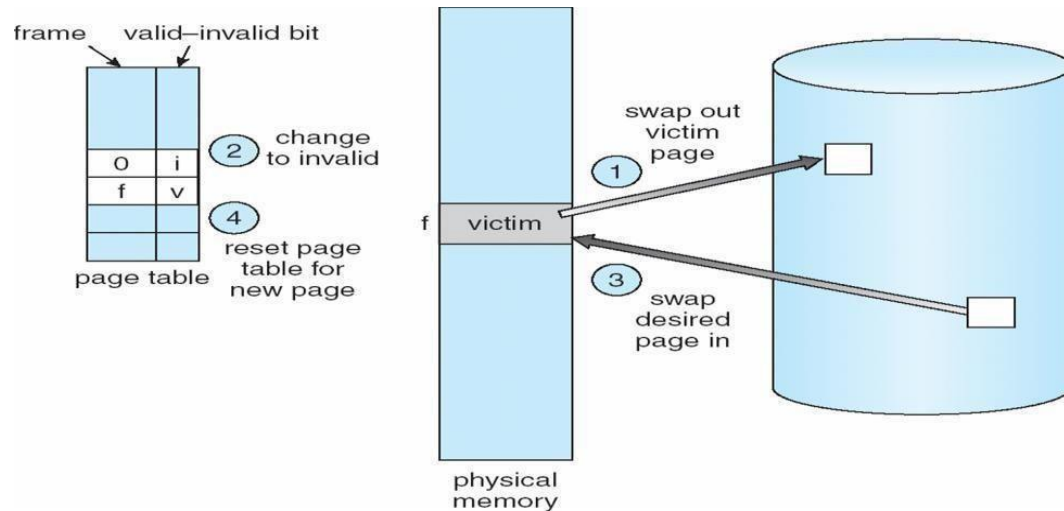 frame valid–invalid bit
0 i
f v
2 change
to invalid
4
reset page
table for
new page
page table
f victim
physical
memory
swap out
victim
page
1
3
swap
desired
page in